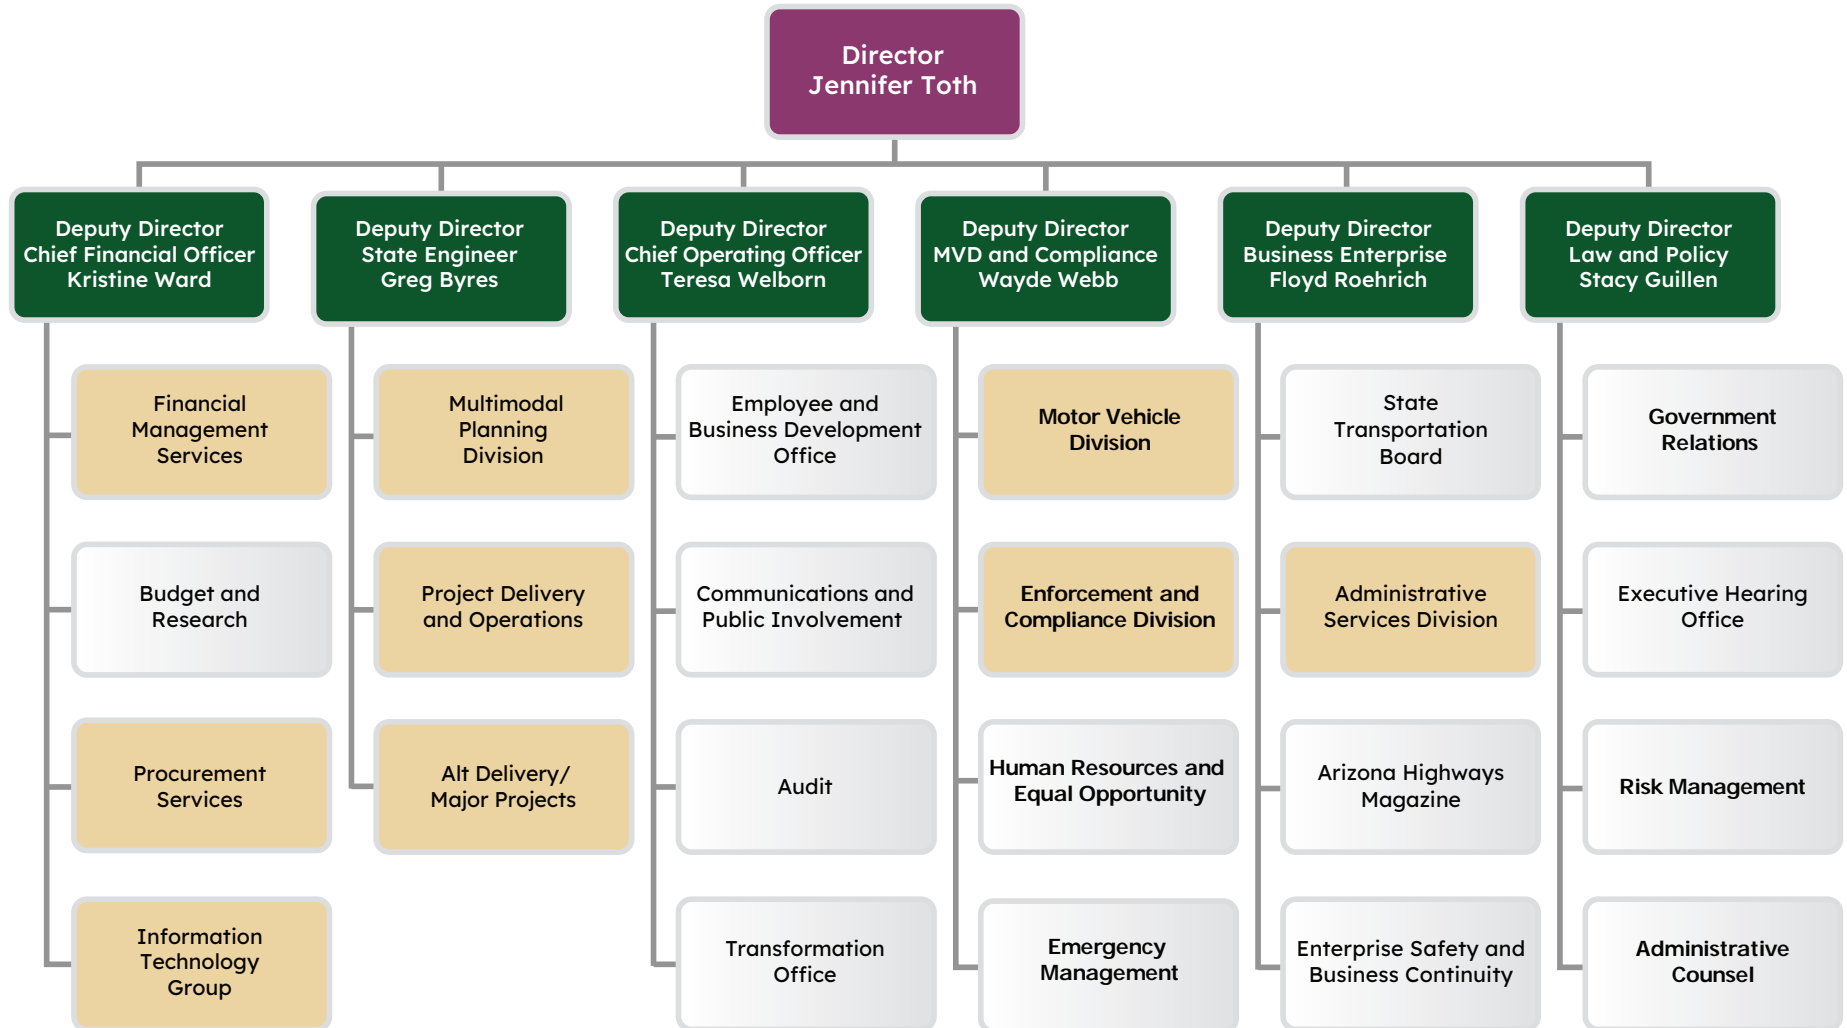 Director
Jennifer Toth
Deputy Director
Chief Financial Officer
Kristine Ward
Deputy Director
State Engineer
Greg Byres
Deputy Director
Chief Operating Officer
Teresa Welborn
Deputy Director
MVD and Compliance
Wayde Webb
Deputy Director
Business Enterprise
Floyd Roehrich
Deputy Director
Law and Policy
Stacy Guillen
Financial
Management
Services
Multimodal
Planning
Division
Employee and
Business Development
Office
Motor Vehicle
Division
State
Transportation
Board
Government
Relations
Budget and
Research
Project Delivery
and Operations
Communications and
Public Involvement
Enforcement and
Compliance Division
Administrative
Services Division
Executive Hearing
Office
Procurement
Services
Alt Delivery/
Major Projects
Audit
Human Resources and
Equal Opportunity
Arizona Highways
Magazine
Risk Management
Information
Technology
Group
Transformation
Office
Emergency
Management
Enterprise Safety and
Business Continuity
Administrative
Counsel